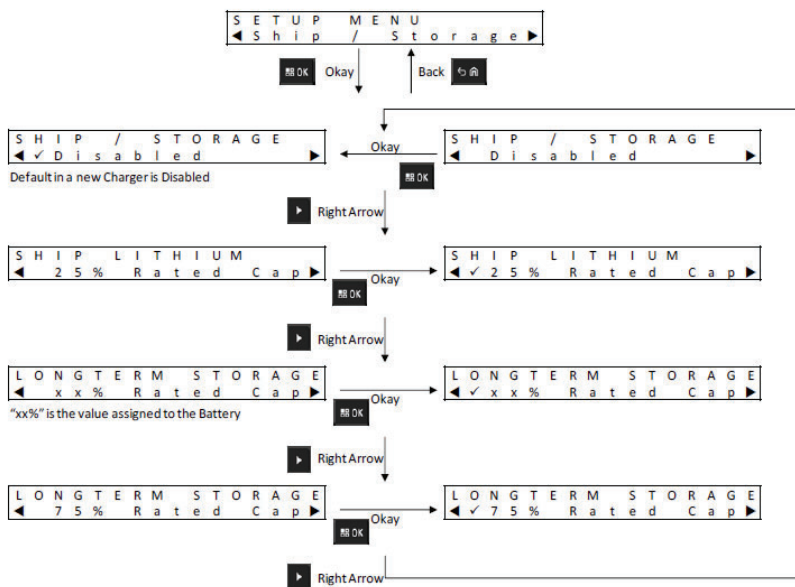 SETUP MENU
◀Ship / Storage▶
OK Okay
Back
SHIP / STORAGE
◀✓Disabled ▶
Okay
OK
SHIP / STORAGE
◀ Disabled ▶
Default in a new Charger is Disabled
Right Arrow
SHIP LITHIUM
◀ 25% Rated Cap▶
Okay
OK
SHIP LITHIUM
◀✓25% Rated Cap▶
Right Arrow
LONGTERM STORAGE
◀ xx% Rated Cap▶
Okay
OK
LONGTERM STORAGE
◀✓xx% Rated Cap▶
"xx%" is the value assigned to the Battery
Right Arrow
LONGTERM STORAGE
◀ 75% Rated Cap▶
Okay
OK
LONGTERM STORAGE
◀✓75% Rated Cap▶
Right Arrow